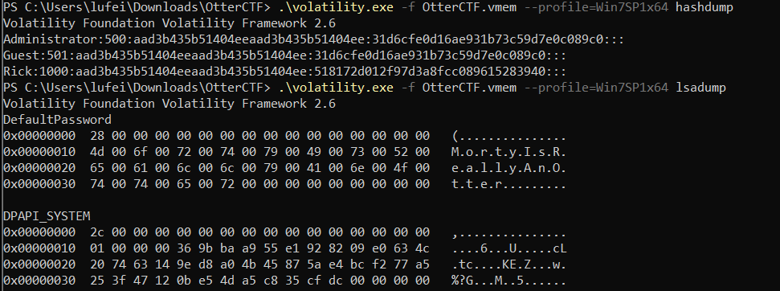 PS C:\Users\lufei\Downloads\OtterCTF> .\volatility.exe -f OtterCTF.vmem --profile=Win7SP1x64 hashdump
Volatility Foundation Volatility Framework 2.6
Administrator:500:aad3b435b51404eeaad3b435b51404ee:31d6cfe0d16ae931b73c59d7e0c089c0:::
Guest:501:aad3b435b51404eeaad3b435b51404ee:31d6cfe0d16ae931b73c59d7e0c089c0:::
Rick:1000:aad3b435b51404eeaad3b435b51404ee:518172d012f97d3a8fcc089615283940:::
PS C:\Users\lufei\Downloads\OtterCTF> .\volatility.exe -f OtterCTF.vmem --profile=Win7SP1x64 lsadump
Volatility Foundation Volatility Framework 2.6
DefaultPassword
0x00000000  28 00 00 00 00 00 00 00 00 00 00 00 00 00 00 00   (...............
0x00000010  4d 00 6f 00 72 00 74 00 79 00 49 00 73 00 52 00   M.o.r.t.y.I.s.R.
0x00000020  65 00 61 00 6c 00 6c 00 79 00 41 00 6e 00 4f 00   e.a.l.l.y.A.n.O.
0x00000030  74 00 74 00 65 00 72 00 00 00 00 00 00 00 00 00   t.t.e.r.........

DPAPI_SYSTEM
0x00000000  2c 00 00 00 00 00 00 00 00 00 00 00 00 00 00 00   ,...............
0x00000010  01 00 00 00 36 9b ba a9 55 e1 92 82 09 e0 63 4c   ....6...U.....cL
0x00000020  20 74 63 14 9e d8 a0 4b 45 87 5a e4 bc f2 77 a5   .tc....KE.Z...w.
0x00000030  25 3f 47 12 0b e5 4d a5 c8 35 cf dc 00 00 00 00   %?G...M..5......